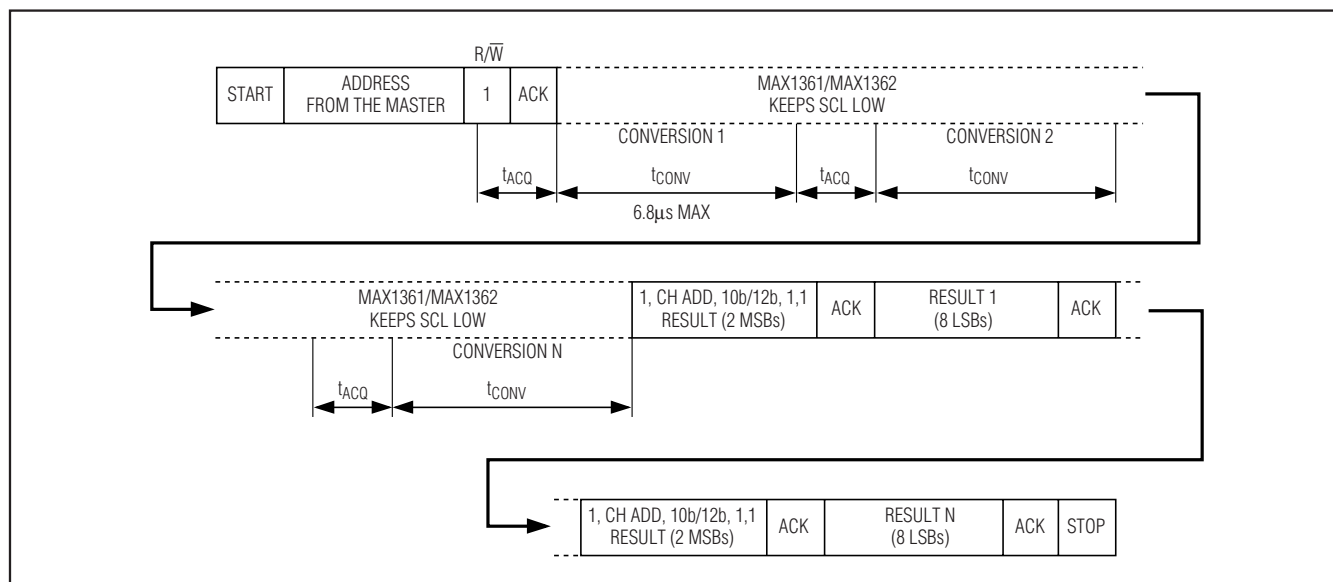 R/W̅
START
ADDRESS
FROM THE MASTER
1
ACK
MAX1361/MAX1362
KEEPS SCL LOW
CONVERSION 1
CONVERSION 2
tACQ
tCONV
tACQ
tCONV
6.8μs MAX
MAX1361/MAX1362
KEEPS SCL LOW
1, CH ADD, 10b/12b, 1,1
RESULT (2 MSBs)
ACK
RESULT 1
(8 LSBs)
ACK
CONVERSION N
tACQ
tCONV
1, CH ADD, 10b/12b, 1,1
RESULT (2 MSBs)
ACK
RESULT N
(8 LSBs)
ACK
STOP